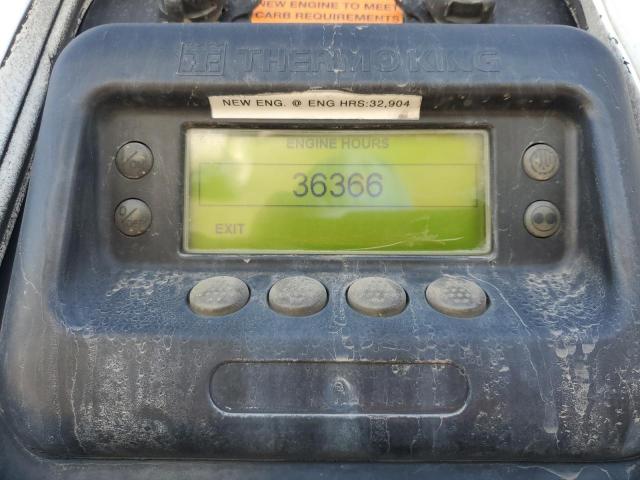 NEW ENGINE TO MEET
CARB REQUIREMENTS
THERMO KING
NEW ENG. @ ENG HRS:32,904
ENGINE HOURS
36366
EXIT